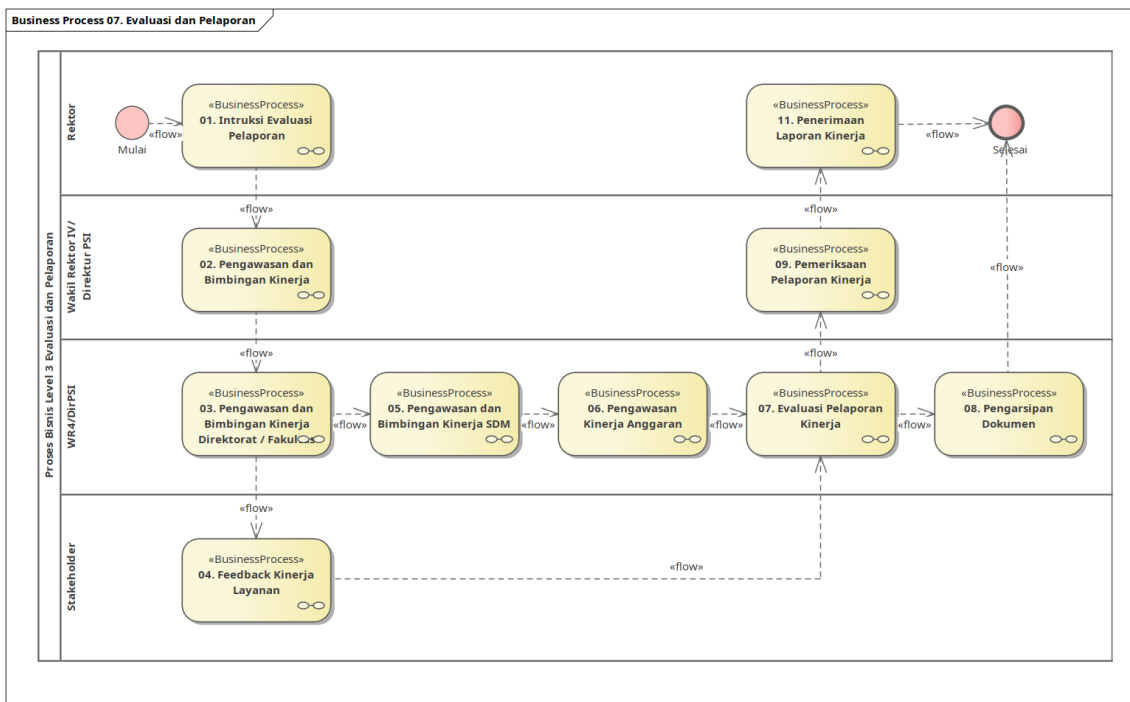 Business Process 07. Evaluasi dan Pelaporan
Proses Bisnis Level 3 Evaluasi dan Pelaporan
Rektor
Mulai
«flow»
«BusinessProcess»
01. Intruksi Evaluasi
Pelaporan
«BusinessProcess»
11. Penerimaan
Laporan Kinerja
«flow»
Selesai
«flow»
«flow»
Wakil Rektor IV/
Direktur PSI
«BusinessProcess»
02. Pengawasan dan
Bimbingan Kinerja
«BusinessProcess»
09. Pemeriksaan
Pelaporan Kinerja
«flow»
«flow»
«flow»
WR4/DirPSI
«BusinessProcess»
03. Pengawasan dan
Bimbingan Kinerja
Direktorat / Fakultas
«flow»
«BusinessProcess»
05. Pengawasan dan
Bimbingan Kinerja SDM
«flow»
«BusinessProcess»
06. Pengawasan
Kinerja Anggaran
«flow»
«BusinessProcess»
07. Evaluasi Pelaporan
Kinerja
«flow»
«BusinessProcess»
08. Pengarsipan
Dokumen
«flow»
Stakeholder
«BusinessProcess»
04. Feedback Kinerja
Layanan
«flow»